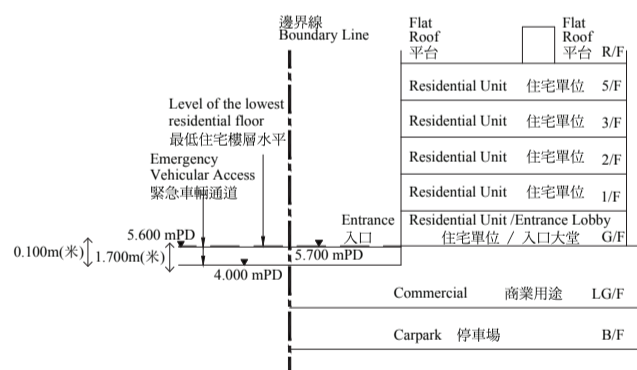 邊界線
Boundary Line
Flat
Roof
平台
Flat
Roof
平台 R/F
Residential Unit 住宅單位 5/F
Residential Unit 住宅單位 3/F
Residential Unit 住宅單位 2/F
Residential Unit 住宅單位 1/F
Residential Unit /Entrance Lobby
住宅單位 / 入口大堂 G/F
Level of the lowest
residential floor
最低住宅樓層水平
Emergency
Vehicular Access
緊急車輛通道
Entrance
入口
5.600 mPD
0.100m(米)
1.700m(米)
5.700 mPD
4.000 mPD
Commercial 商業用途 LG/F
Carpark 停車場 B/F